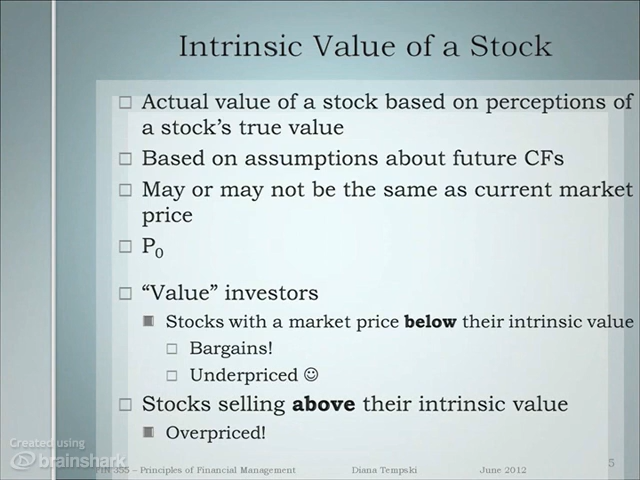 Intrinsic Value of a Stock
Actual value of a stock based on perceptions of
a stock's true value
Based on assumptions about future CFs
May or may not be the same as current market
price
P0
“Value” investors
Stocks with a market price below their intrinsic value
Bargains!
Underpriced ☺
Stocks selling above their intrinsic value
Overpriced!
Created using
brainshark
FIN 355 – Principles of Financial Management Diana Tempski June 2012
5